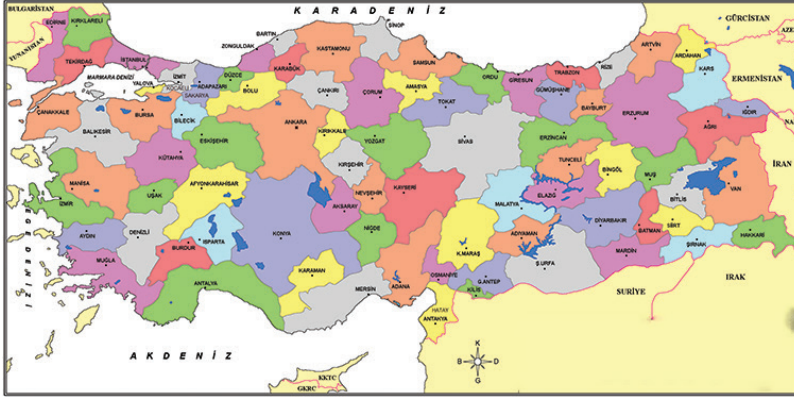 K A R A D E N İ Z
BULGARİSTAN
YUNANİSTAN
GÜRCİSTAN
AZE
ERMENİSTAN
NA
İRAN
IRAK
SURİYE
MARMARA DENİZİ
A K D E N İ Z
KKTC
GKRC
EDİRNE
KIRKLARELİ
TEKİRDAĞ
İSTANBUL
YALOVA
İZMİT
KOCAELİ
ADAPAZARI
SAKARYA
DÜZCE
BOLU
ZONGULDAK
BARTIN
KARABÜK
KASTAMONU
SİNOP
SAMSUN
ÇANKIRI
ÇORUM
AMASYA
TOKAT
ORDU
GİRESUN
TRABZON
GÜMÜŞHANE
RİZE
BAYBURT
ARTVİN
ARDAHAN
KARS
IĞDIR
AĞRI
ERZURUM
ERZİNCAN
ÇANAKKALE
BALIKESİR
BURSA
BİLECİK
ESKİŞEHİR
KÜTAHYA
ANKARA
KIRIKKALE
YOZGAT
SİVAS
KIRŞEHİR
NEVŞEHİR
KAYSERİ
TUNCELİ
BİNGÖL
MUŞ
BİTLİS
VAN
MANİSA
İZMİR
UŞAK
AFYONKARAHİSAR
AYDIN
DENİZLİ
MUĞLA
BURDUR
ISPARTA
ANTALYA
KONYA
AKSARAY
NİĞDE
KARAMAN
MERSİN
ADANA
OSMANİYE
K.MARAŞ
MALATYA
ELAZIĞ
ADIYAMAN
DİYARBAKIR
BATMAN
SİİRT
ŞIRNAK
HAKKARİ
MARDİN
Ş.URFA
G.ANTEP
KİLİS
HATAY
ANTAKYA
K
B
D
G